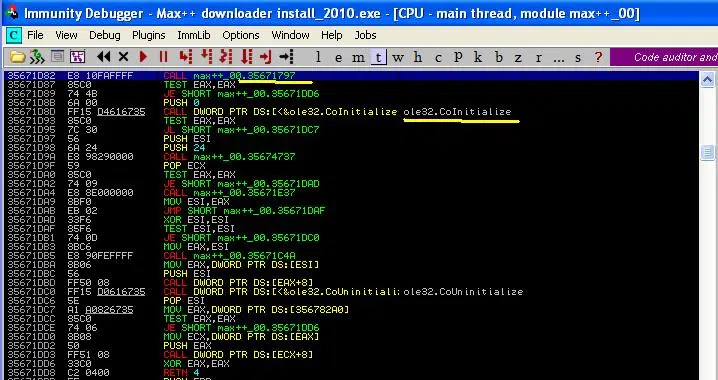 Immunity Debugger - Max++ downloader install_2010.exe - [CPU - main thread, module max++_00]
C File View Debug Plugins ImmLib Options Window Help Jobs
l e m t w h c p k b z r ... s ? Code auditor and
35671D82 E8 10FAFFFF CALL max++_00.35671797
35671D87 85C0 TEST EAX,EAX
35671D89 74 4B JE SHORT max++_00.35671DD6
35671D8B 6A 00 PUSH 0
35671D8D FF15 D4616735 CALL DWORD PTR DS:[<&ole32.CoInitialize ole32.CoInitialize
35671D93 85C0 TEST EAX,EAX
35671D95 7C 30 JL SHORT max++_00.35671DC7
35671D97 56 PUSH ESI
35671D98 6A 24 PUSH 24
35671D9A E8 98290000 CALL max++_00.35674737
35671D9F 59 POP ECX
35671DA0 85C0 TEST EAX,EAX
35671DA2 74 09 JE SHORT max++_00.35671DAD
35671DA4 E8 8E000000 CALL max++_00.35671E37
35671DA9 8BF0 MOV ESI,EAX
35671DAB EB 02 JMP SHORT max++_00.35671DAF
35671DAD 33F6 XOR ESI,ESI
35671DAF 85F6 TEST ESI,ESI
35671DB1 74 0D JE SHORT max++_00.35671DC0
35671DB3 8BC6 MOV EAX,ESI
35671DB5 E8 90FEFFFF CALL max++_00.35671C4A
35671DBA 8B06 MOV EAX,DWORD PTR DS:[ESI]
35671DBC 56 PUSH ESI
35671DBD FF50 08 CALL DWORD PTR DS:[EAX+8]
35671DC0 FF15 D0616735 CALL DWORD PTR DS:[<&ole32.CoUninitiali: ole32.CoUninitialize
35671DC6 5E POP ESI
35671DC7 A1 A0826735 MOV EAX,DWORD PTR DS:[356782A0]
35671DCC 85C0 TEST EAX,EAX
35671DCE 74 06 JE SHORT max++_00.35671DD6
35671DD0 8B08 MOV ECX,DWORD PTR DS:[EAX]
35671DD2 50 PUSH EAX
35671DD3 FF51 08 CALL DWORD PTR DS:[ECX+8]
35671DD6 33C0 XOR EAX,EAX
35671DD8 C2 0400 RETN 4